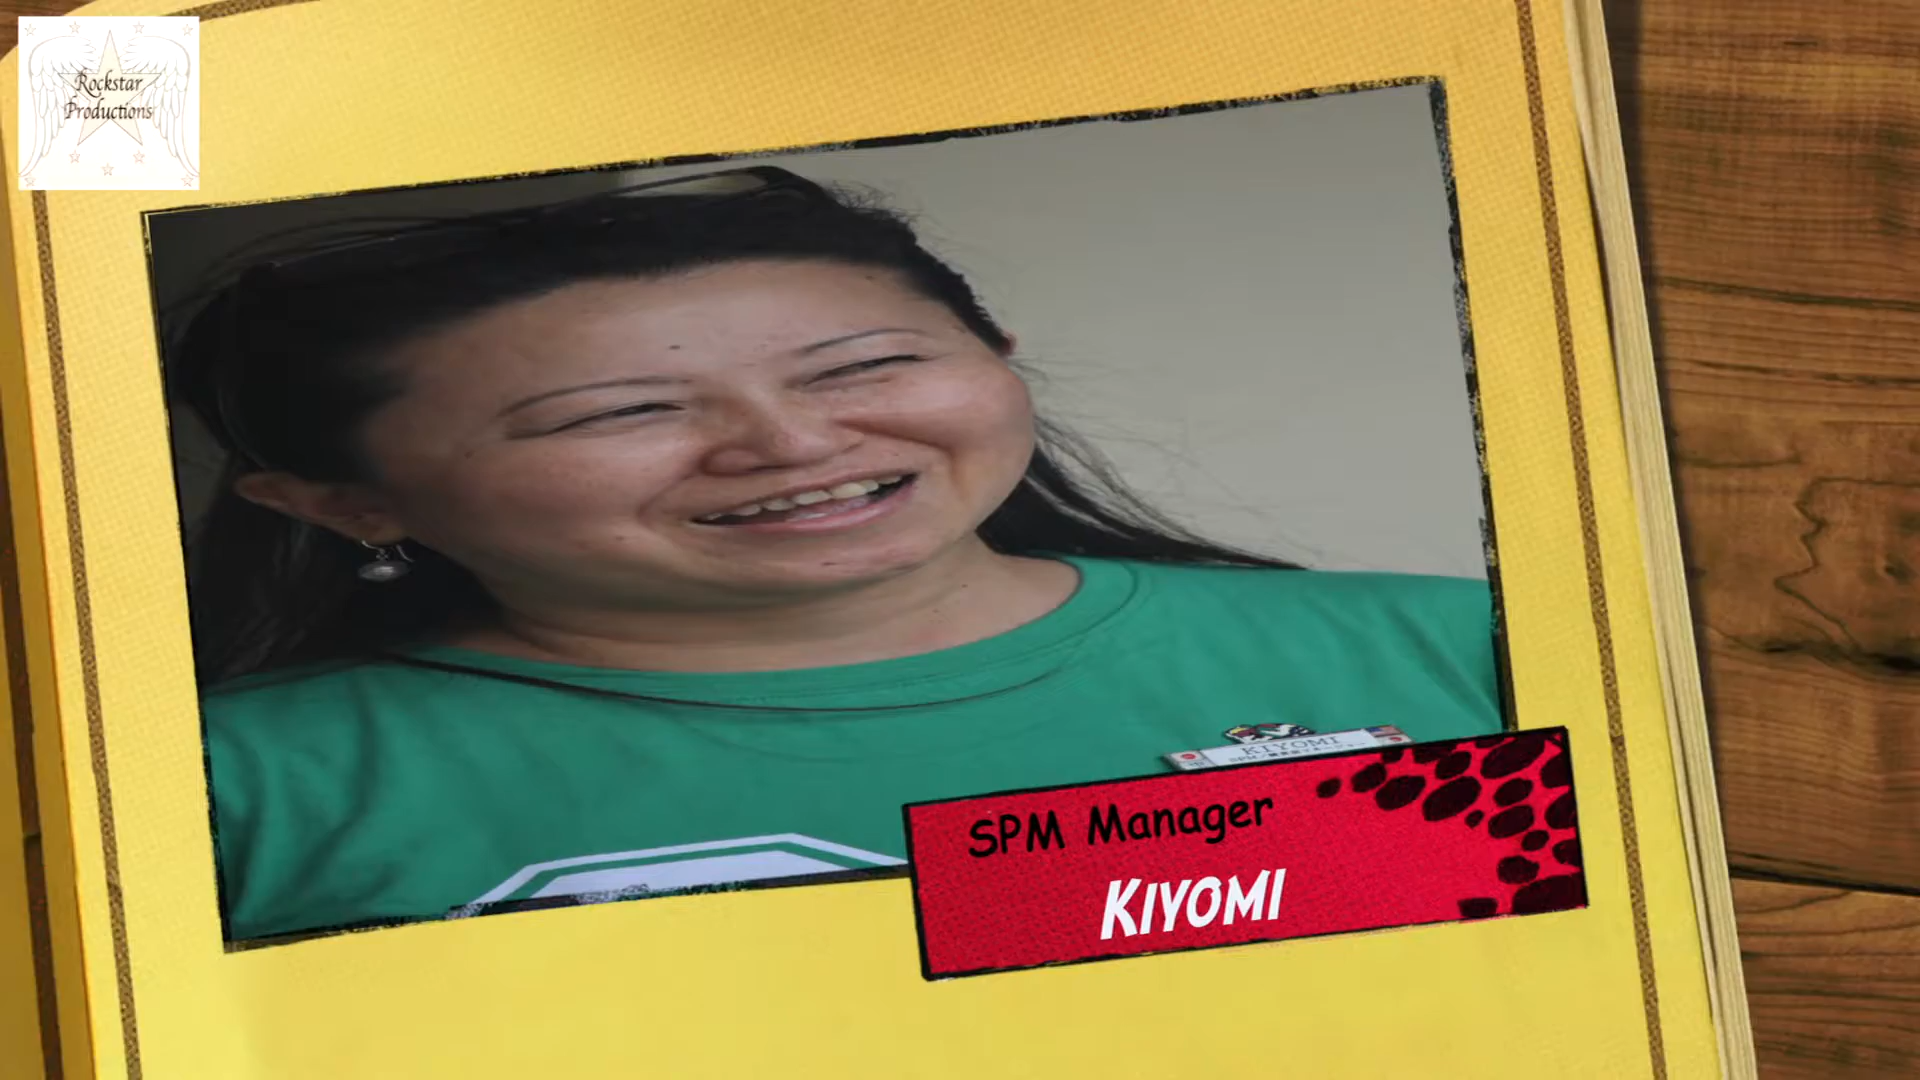 Rockstar
Productions
KIYOMI
SPM Manager
KIYOMI